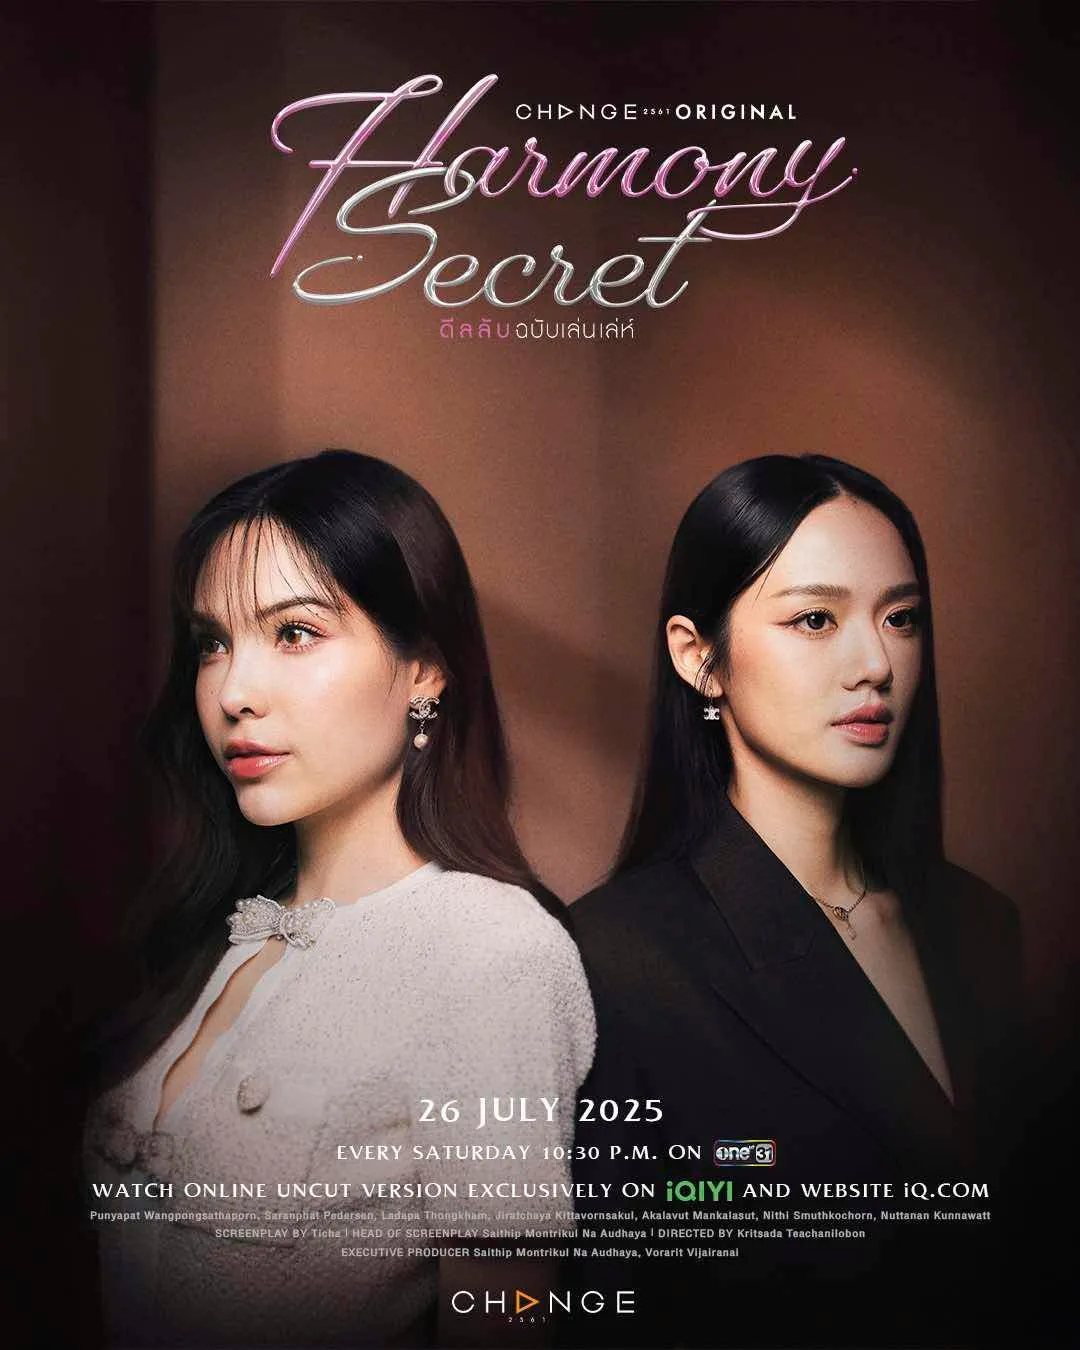 CHANGE 2561 ORIGINAL
Harmony
Secret
ดีลลับฉบับเล่นเล่ห์
26 JULY 2025
EVERY SATURDAY 10:30 P.M. ON one 31
WATCH ONLINE UNCUT VERSION EXCLUSIVELY ON iQIYI AND WEBSITE iQ.COM
Punyapat Wangpongsathaporn, Saranphat Pedersen, Ladapa Thongkham, Jiratchaya Kittavornsakul, Akalavut Mankalasut, Nithi Smuthkochorn, Nuttanan Kunnawatt
SCREENPLAY BY Ticha | HEAD OF SCREENPLAY Saithip Montrikul Na Audhaya | DIRECTED BY Kritsada Teachanilobon
EXECUTIVE PRODUCER Saithip Montrikul Na Audhaya, Vorarit Vijairanai
CHANGE
2561